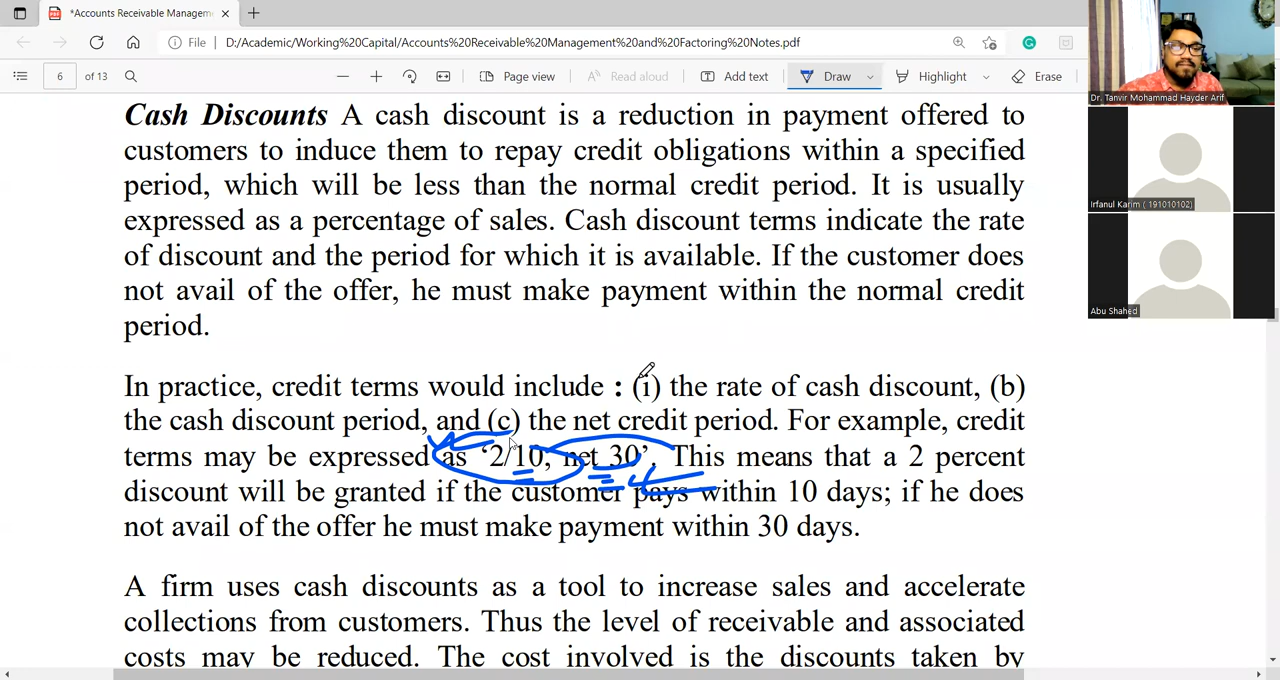 *Accounts Receivable Managem
File
D:/Academic/Working%20Capital/Accounts%20Receivable%20Management%20and%20Factoring%20Notes.pdf
6 of 13
Page view
Read aloud
Add text
Draw
Highlight
Erase
Cash Discounts A cash discount is a reduction in payment offered to
customers to induce them to repay credit obligations within a specified
period, which will be less than the normal credit period. It is usually
expressed as a percentage of sales. Cash discount terms indicate the rate
of discount and the period for which it is available. If the customer does
not avail of the offer, he must make payment within the normal credit
period.
In practice, credit terms would include : (i) the rate of cash discount, (b)
the cash discount period, and (c) the net credit period. For example, credit
terms may be expressed as ‘2/10, net 30’. This means that a 2 percent
discount will be granted if the customer pays within 10 days; if he does
not avail of the offer he must make payment within 30 days.
A firm uses cash discounts as a tool to increase sales and accelerate
collections from customers. Thus the level of receivable and associated
costs may be reduced. The cost involved is the discounts taken by
Dr. Tanvir Mohammad Hayder Arif
Irfanul Karim ( 191010102)
Abu Shahed